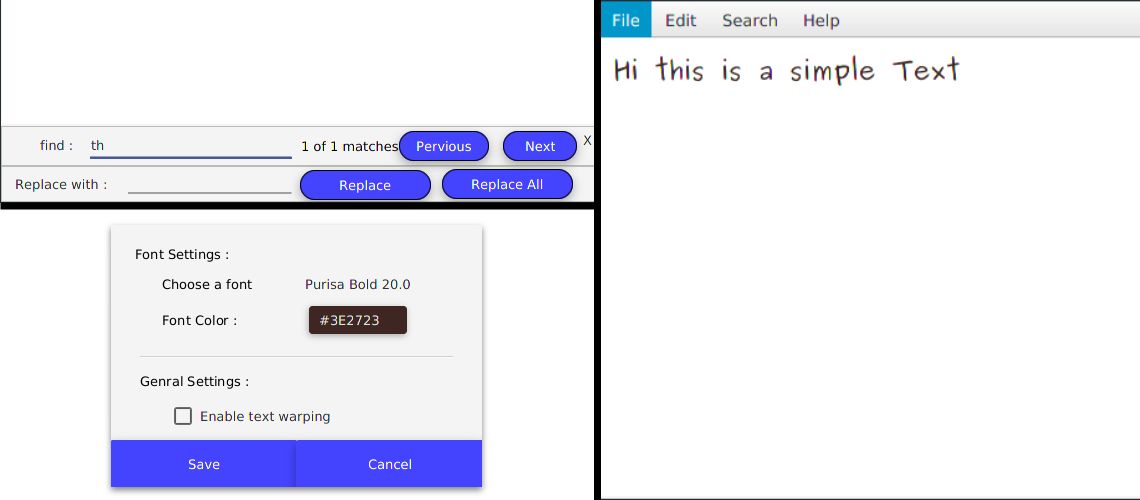 find : th 1 of 1 matches Pervious Next X
Replace with : Replace Replace All
Font Settings :
Choose a font Purisa Bold 20.0
Font Color : #3E2723
Genral Settings :
Enable text warping
Save Cancel
File Edit Search Help
Hi this is a simple Text